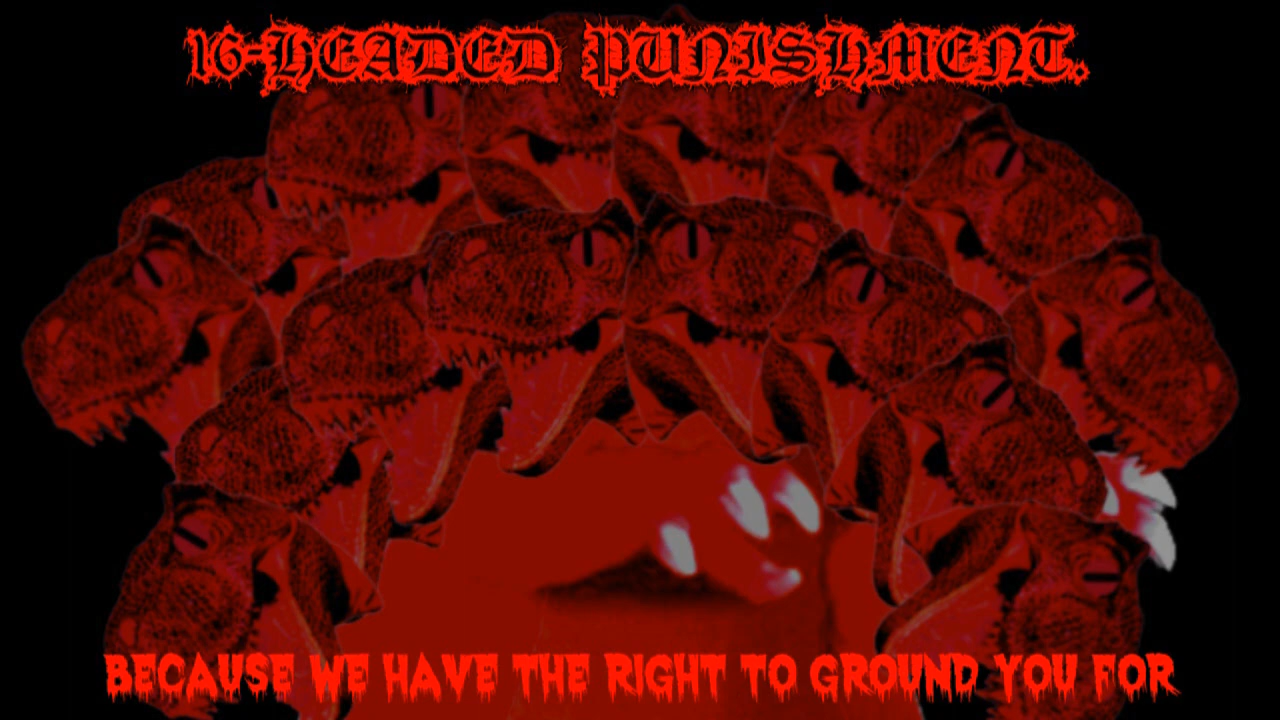 16-HEADED PUNISHMENT.
BECAUSE WE HAVE THE RIGHT TO GROUND YOU FOR